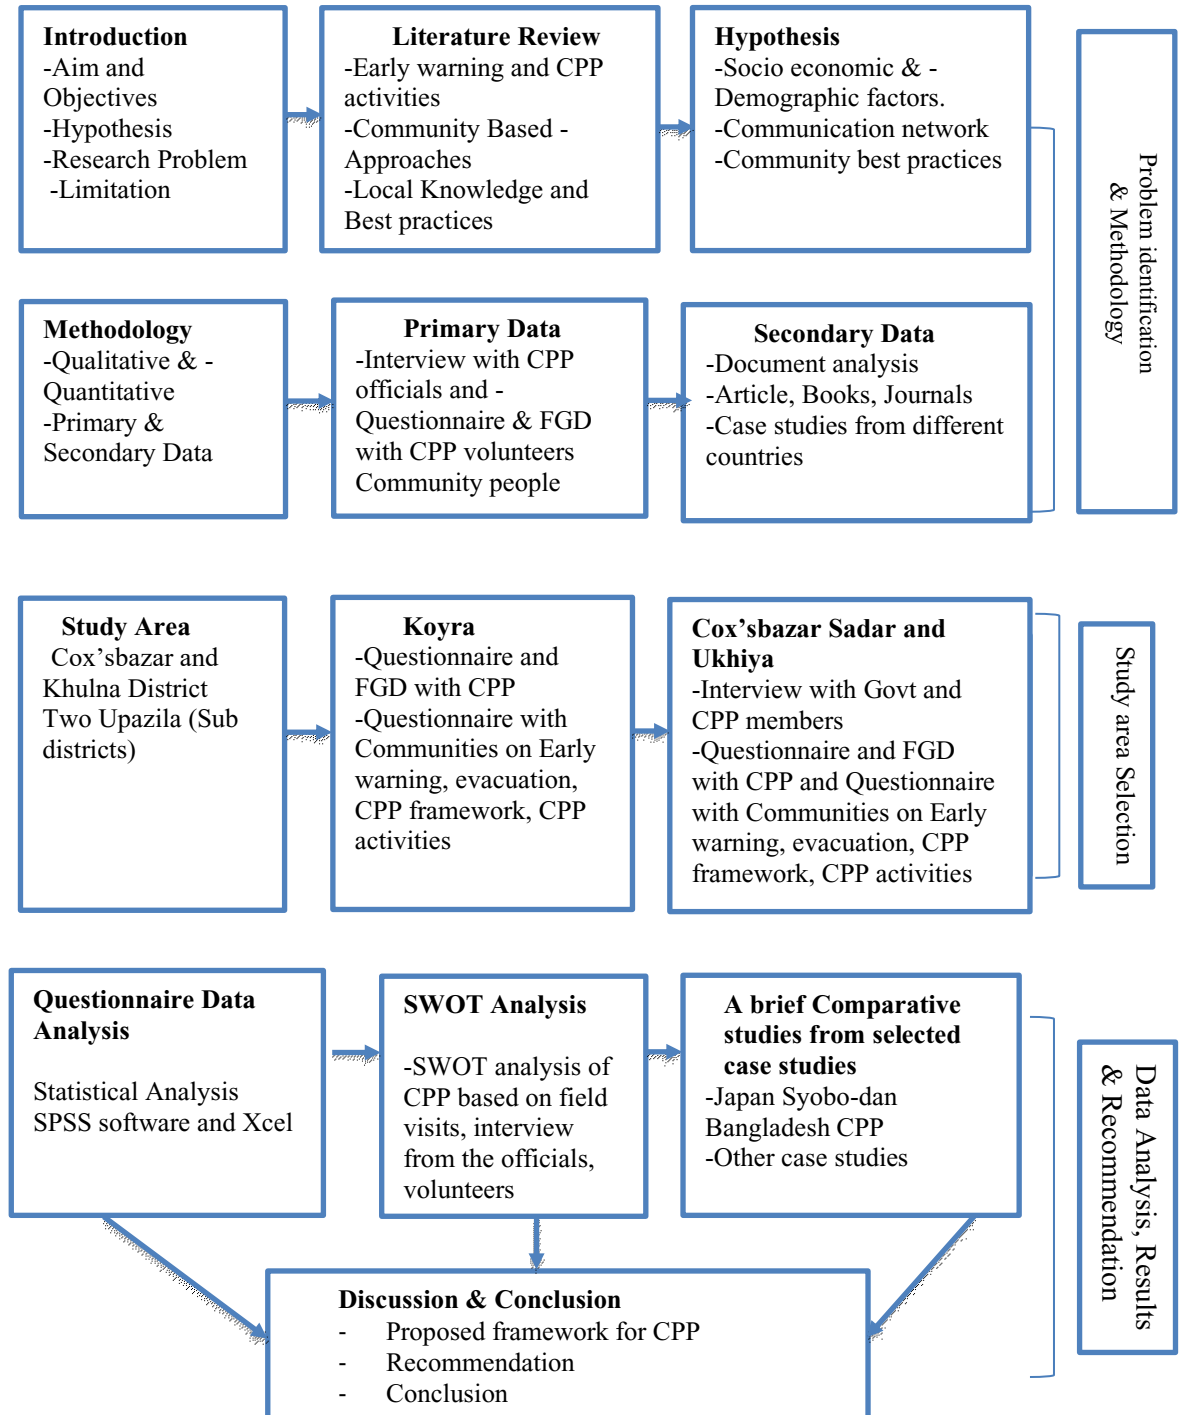 Introduction
-Aim and
Objectives
-Hypothesis
-Research Problem
-Limitation
Literature Review
-Early warning and CPP
activities
-Community Based -
Approaches
-Local Knowledge and
Best practices
Hypothesis
-Socio economic & -
Demographic factors.
-Communication network
-Community best practices
Problem identification
& Methodology
Methodology
-Qualitative & -
Quantitative
-Primary &
Secondary Data
Primary Data
-Interview with CPP
officials and -
Questionnaire & FGD
with CPP volunteers
Community people
Secondary Data
-Document analysis
-Article, Books, Journals
-Case studies from different
countries
Study Area
Cox’sbazar and
Khulna District
Two Upazila (Sub
districts)
Koyra
-Questionnaire and
FGD with CPP
-Questionnaire with
Communities on Early
warning, evacuation,
CPP framework, CPP
activities
Cox’sbazar Sadar and
Ukhiya
-Interview with Govt and
CPP members
-Questionnaire and FGD
with CPP and Questionnaire
with Communities on Early
warning, evacuation, CPP
framework, CPP activities
Study area Selection
Questionnaire Data
Analysis
Statistical Analysis
SPSS software and Xcel
SWOT Analysis
-SWOT analysis of
CPP based on field
visits, interview
from the officials,
volunteers
A brief Comparative
studies from selected
case studies
-Japan Syobo-dan
Bangladesh CPP
-Other case studies
Data Analysis, Results
& Recommendation
Discussion & Conclusion
- Proposed framework for CPP
- Recommendation
- Conclusion